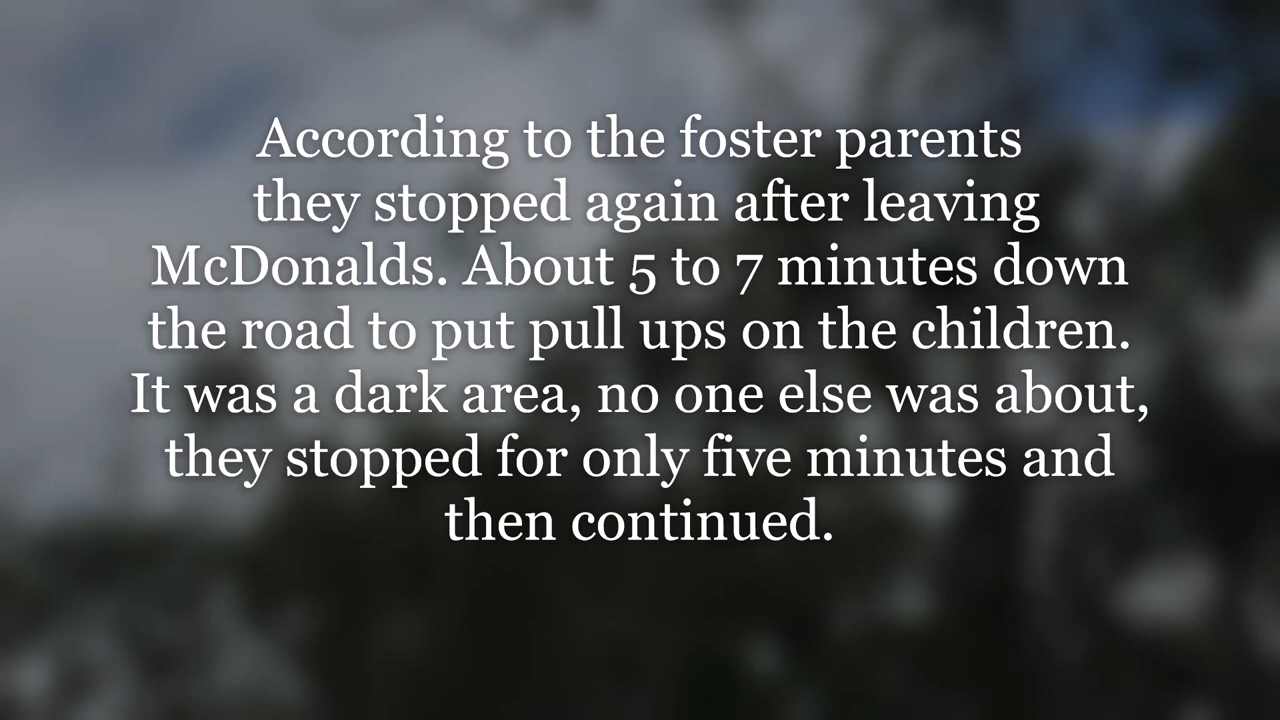 According to the foster parents
they stopped again after leaving
McDonalds. About 5 to 7 minutes down
the road to put pull ups on the children.
It was a dark area, no one else was about,
they stopped for only five minutes and
then continued.